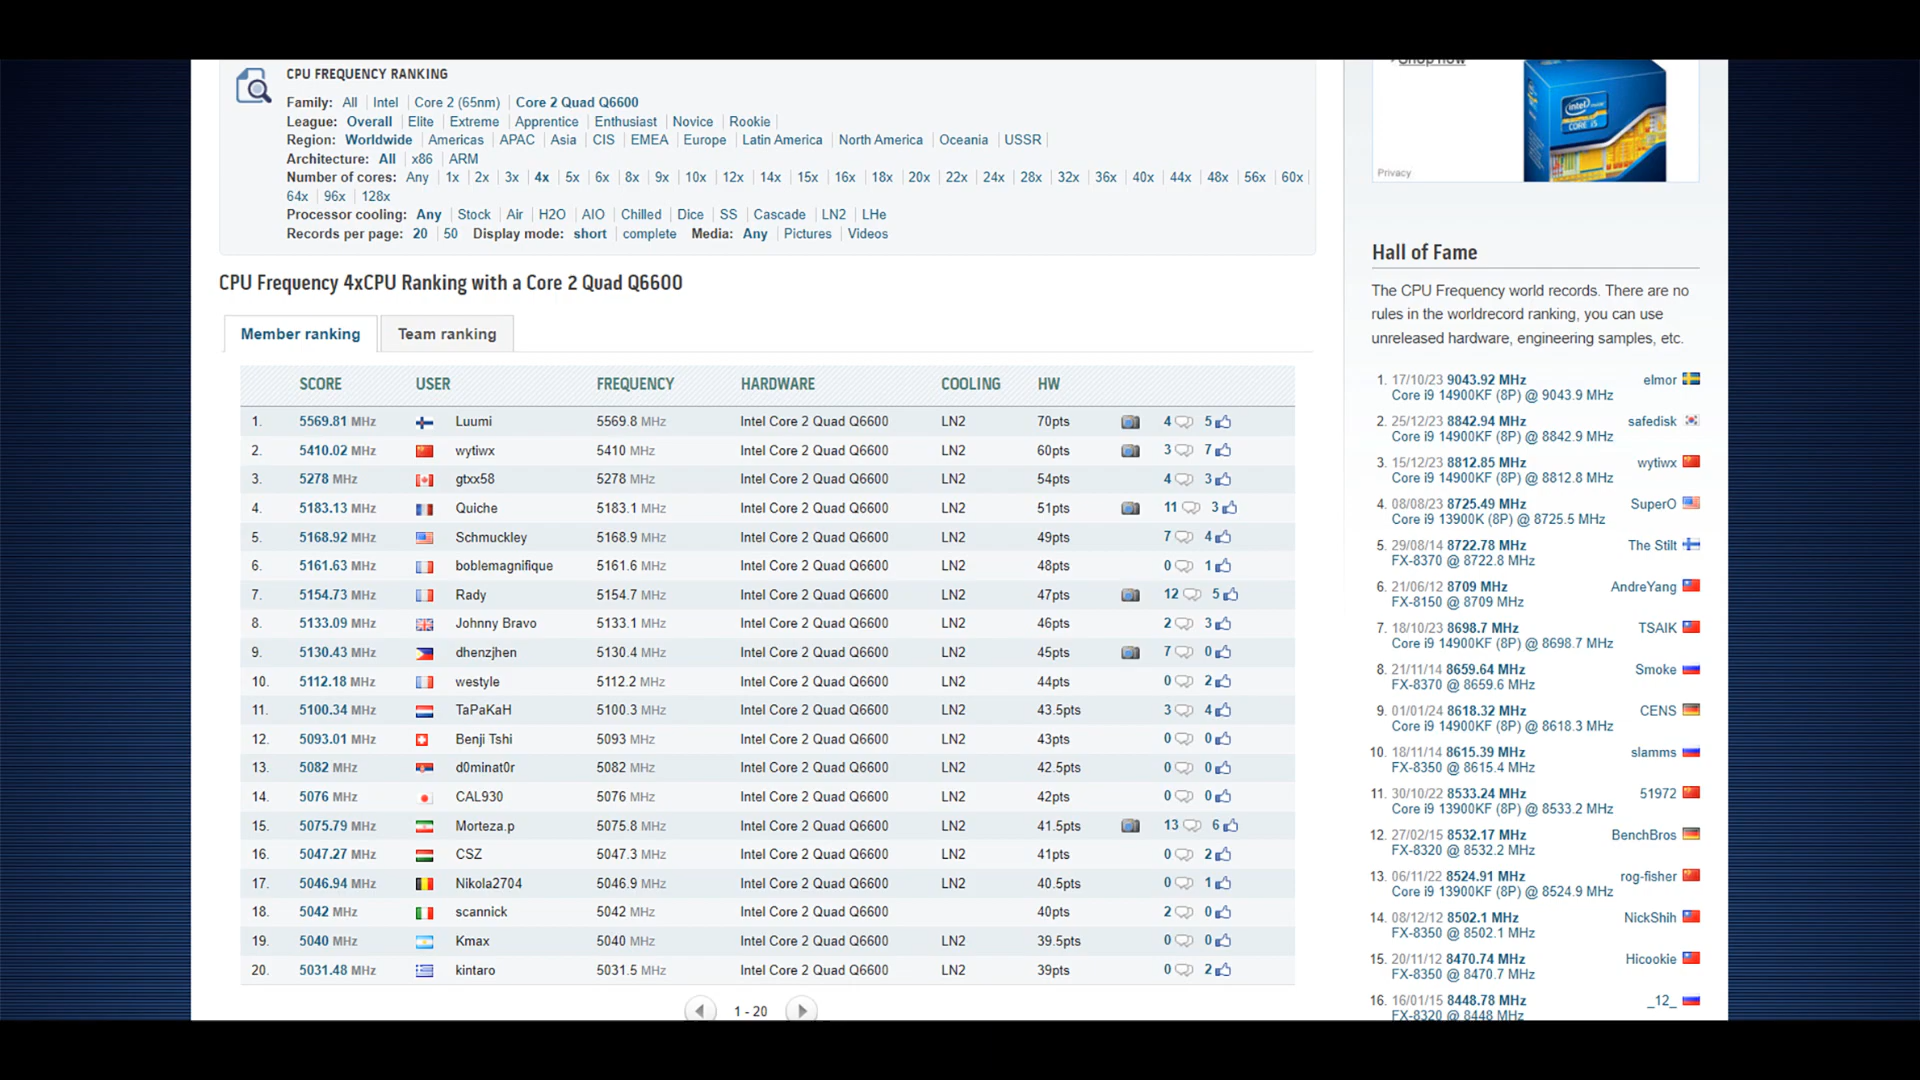 CPU FREQUENCY RANKING
Family: All | Intel | Core 2 (65nm) | Core 2 Quad Q6600
League: Overall | Elite | Extreme | Apprentice | Enthusiast | Novice | Rookie |
Region: Worldwide | Americas | APAC | Asia | CIS | EMEA | Europe | Latin America | North America | Oceania | USSR |
Architecture: All | x86 | ARM
Number of cores: Any | 1x | 2x | 3x | 4x | 5x | 6x | 8x | 9x | 10x | 12x | 14x | 15x | 16x | 18x | 20x | 22x | 24x | 28x | 32x | 36x | 40x | 44x | 48x | 56x | 60x |
64x | 96x | 128x
Processor cooling: Any | Stock | Air | H2O | AIO | Chilled | Dice | SS | Cascade | LN2 | LHe
Records per page: 20 | 50 Display mode: short | complete Media: Any | Pictures | Videos
CPU Frequency 4xCPU Ranking with a Core 2 Quad Q6600
Member ranking Team ranking
SCORE USER FREQUENCY HARDWARE COOLING HW
1. 5569.81 MHz Luumi 5569.8 MHz Intel Core 2 Quad Q6600 LN2 70pts 4 5
2. 5410.02 MHz wytiwx 5410 MHz Intel Core 2 Quad Q6600 LN2 60pts 3 7
3. 5278 MHz gtxx58 5278 MHz Intel Core 2 Quad Q6600 LN2 54pts 4 3
4. 5183.13 MHz Quiche 5183.1 MHz Intel Core 2 Quad Q6600 LN2 51pts 11 3
5. 5168.92 MHz Schmuckley 5168.9 MHz Intel Core 2 Quad Q6600 LN2 49pts 7 4
6. 5161.63 MHz boblemagnifique 5161.6 MHz Intel Core 2 Quad Q6600 LN2 48pts 0 1
7. 5154.73 MHz Rady 5154.7 MHz Intel Core 2 Quad Q6600 LN2 47pts 12 5
8. 5133.09 MHz Johnny Bravo 5133.1 MHz Intel Core 2 Quad Q6600 LN2 46pts 2 3
9. 5130.43 MHz dhenzjhen 5130.4 MHz Intel Core 2 Quad Q6600 LN2 45pts 7 0
10. 5112.18 MHz westyle 5112.2 MHz Intel Core 2 Quad Q6600 LN2 44pts 0 2
11. 5100.34 MHz TaPaKaH 5100.3 MHz Intel Core 2 Quad Q6600 LN2 43.5pts 3 4
12. 5093.01 MHz Benji Tshi 5093 MHz Intel Core 2 Quad Q6600 LN2 43pts 0 0
13. 5082 MHz d0minat0r 5082 MHz Intel Core 2 Quad Q6600 LN2 42.5pts 0 0
14. 5076 MHz CAL930 5076 MHz Intel Core 2 Quad Q6600 LN2 42pts 0 0
15. 5075.79 MHz Morteza.p 5075.8 MHz Intel Core 2 Quad Q6600 LN2 41.5pts 13 6
16. 5047.27 MHz CSZ 5047.3 MHz Intel Core 2 Quad Q6600 LN2 41pts 0 2
17. 5046.94 MHz Nikola2704 5046.9 MHz Intel Core 2 Quad Q6600 LN2 40.5pts 0 1
18. 5042 MHz scannick 5042 MHz Intel Core 2 Quad Q6600 40pts 2 0
19. 5040 MHz Kmax 5040 MHz Intel Core 2 Quad Q6600 LN2 39.5pts 0 0
20. 5031.48 MHz kintaro 5031.5 MHz Intel Core 2 Quad Q6600 LN2 39pts 0 2
1 - 20
Shop now
intel
CORE i5
Privacy
Hall of Fame
The CPU Frequency world records. There are no
rules in the worldrecord ranking, you can use
unreleased hardware, engineering samples, etc.
1. 17/10/23 9043.92 MHz elmor
Core i9 14900KF (8P) @ 9043.9 MHz
2. 25/12/23 8842.94 MHz safedisk
Core i9 14900KF (8P) @ 8842.9 MHz
3. 15/12/23 8812.85 MHz wytiwx
Core i9 14900KF (8P) @ 8812.8 MHz
4. 08/08/23 8725.49 MHz SuperO
Core i9 13900K (8P) @ 8725.5 MHz
5. 29/08/14 8722.78 MHz The Stilt
FX-8370 @ 8722.8 MHz
6. 21/06/12 8709 MHz AndreYang
FX-8150 @ 8709 MHz
7. 18/10/23 8698.7 MHz TSAIK
Core i9 14900KF (8P) @ 8698.7 MHz
8. 21/11/14 8659.64 MHz Smoke
FX-8370 @ 8659.6 MHz
9. 01/01/24 8618.32 MHz CENS
Core i9 14900KF (8P) @ 8618.3 MHz
10. 18/11/14 8615.39 MHz slamms
FX-8350 @ 8615.4 MHz
11. 30/10/22 8533.24 MHz 51972
Core i9 13900KF (8P) @ 8533.2 MHz
12. 27/02/15 8532.17 MHz BenchBros
FX-8320 @ 8532.2 MHz
13. 06/11/22 8524.91 MHz rog-fisher
Core i9 13900KF (8P) @ 8524.9 MHz
14. 08/12/12 8502.1 MHz NickShih
FX-8350 @ 8502.1 MHz
15. 20/11/12 8470.74 MHz Hicookie
FX-8350 @ 8470.7 MHz
16. 16/01/15 8448.78 MHz _12_
FX-8320 @ 8448 MHz